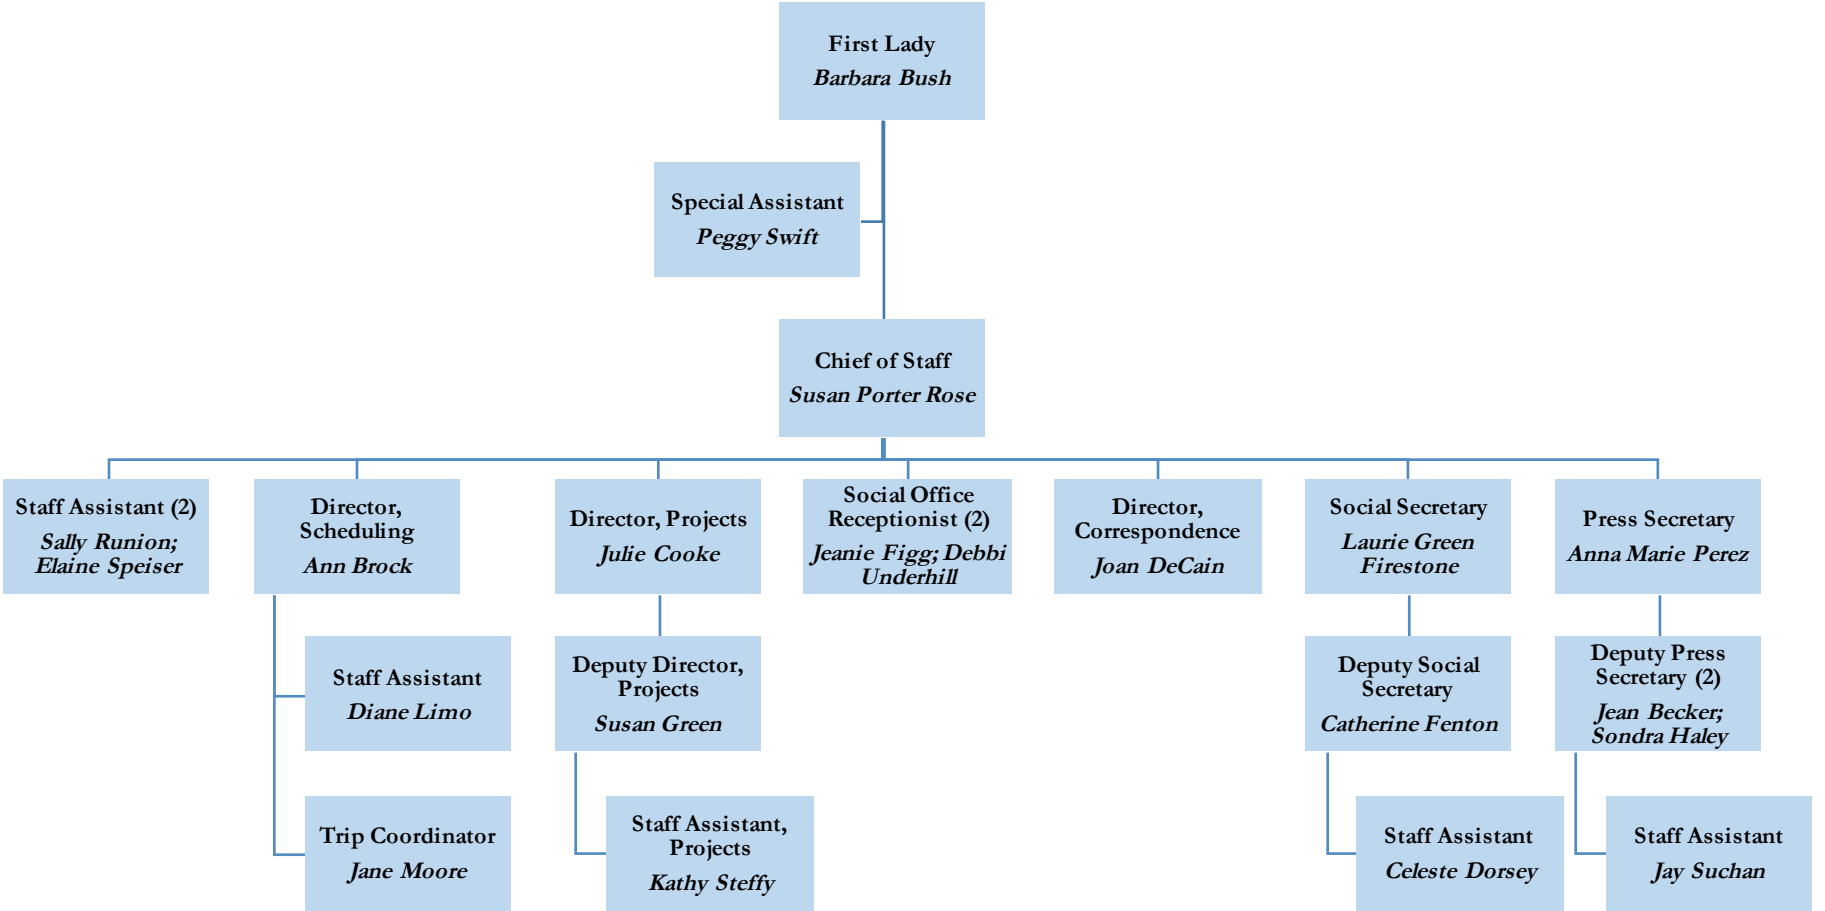 First Lady
Barbara Bush
Special Assistant
Peggy Swift
Chief of Staff
Susan Porter Rose
Staff Assistant (2)
Sally Runion;
Elaine Speiser
Director,
Scheduling
Ann Brock
Director, Projects
Julie Cooke
Social Office
Receptionist (2)
Jeanie Figg; Debbi
Underhill
Director,
Correspondence
Joan DeCain
Social Secretary
Laurie Green
Firestone
Press Secretary
Anna Marie Perez
Staff Assistant
Diane Limo
Deputy Director,
Projects
Susan Green
Deputy Social
Secretary
Catherine Fenton
Deputy Press
Secretary (2)
Jean Becker;
Sondra Haley
Trip Coordinator
Jane Moore
Staff Assistant,
Projects
Kathy Steffy
Staff Assistant
Celeste Dorsey
Staff Assistant
Jay Suchan